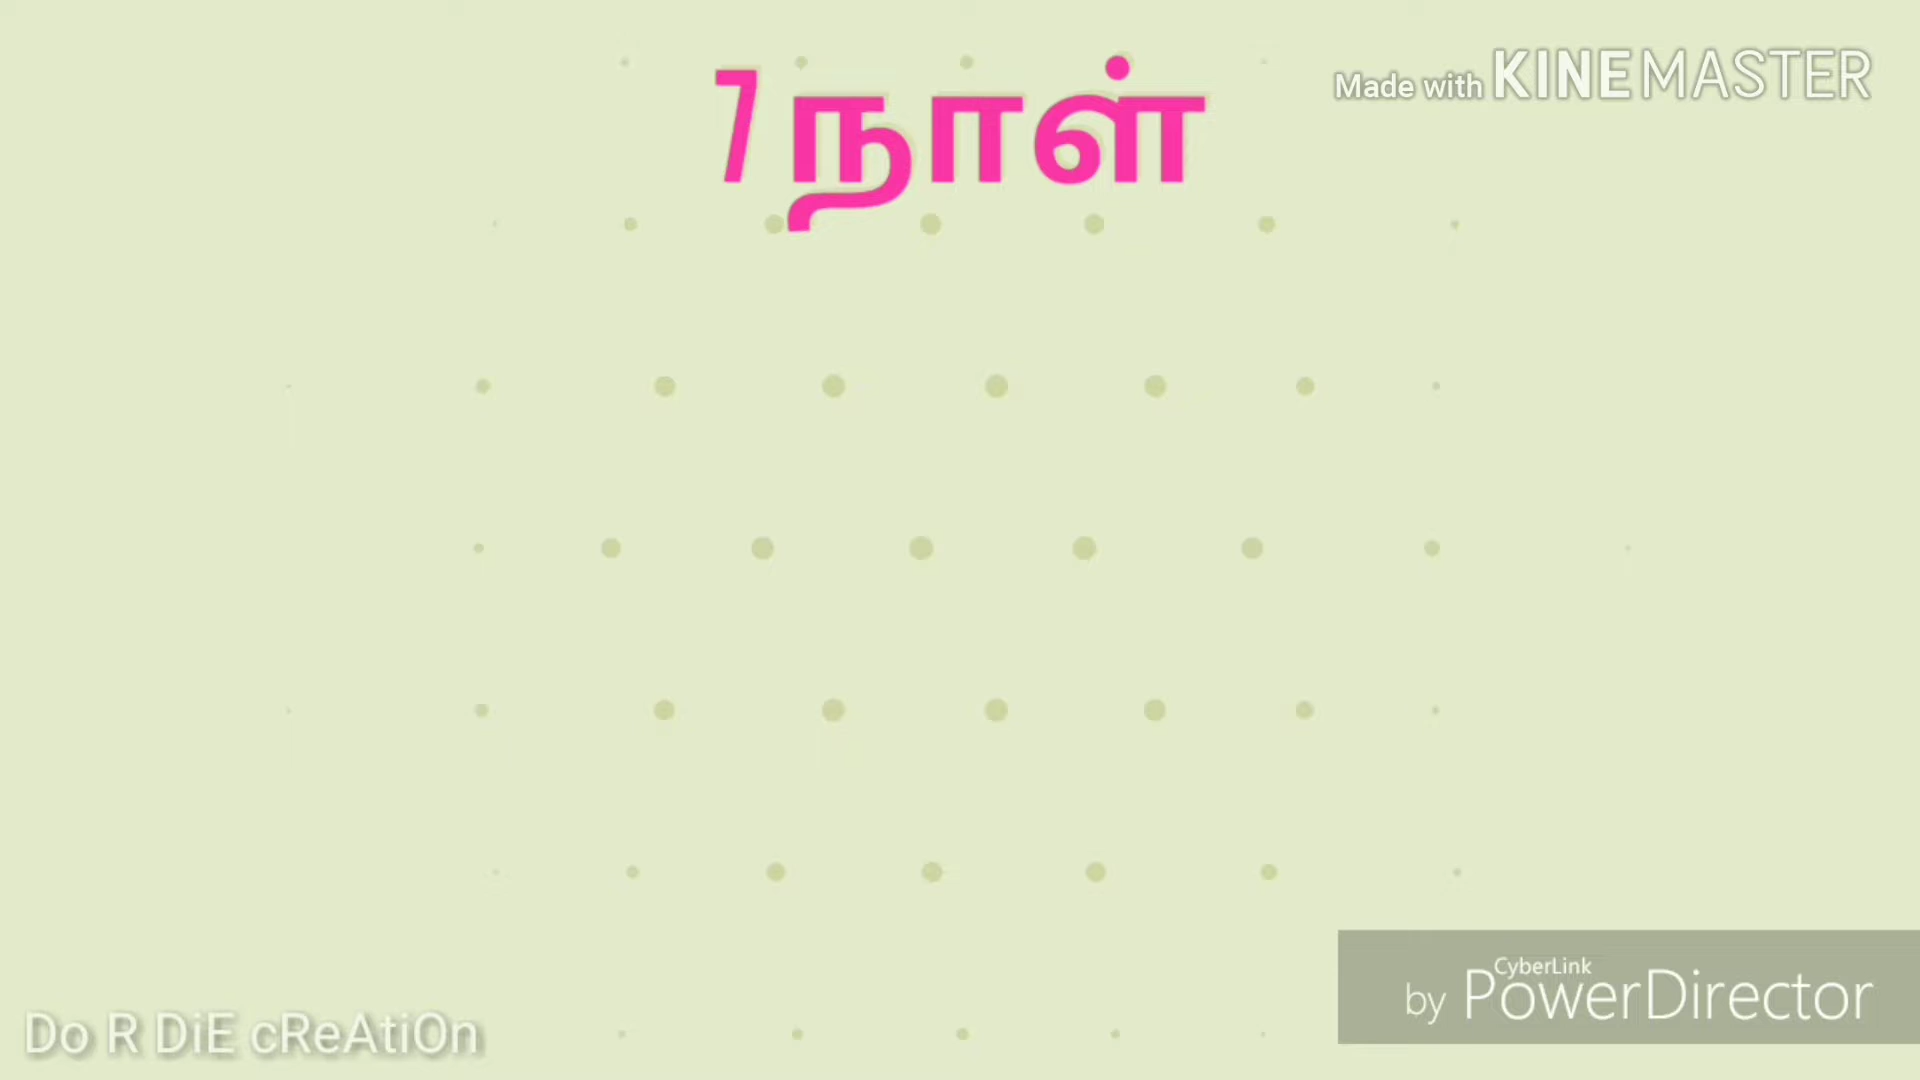 7 நாள்
Made with KINEMASTER
CyberLink
by PowerDirector
Do R DiE cReAtiOn